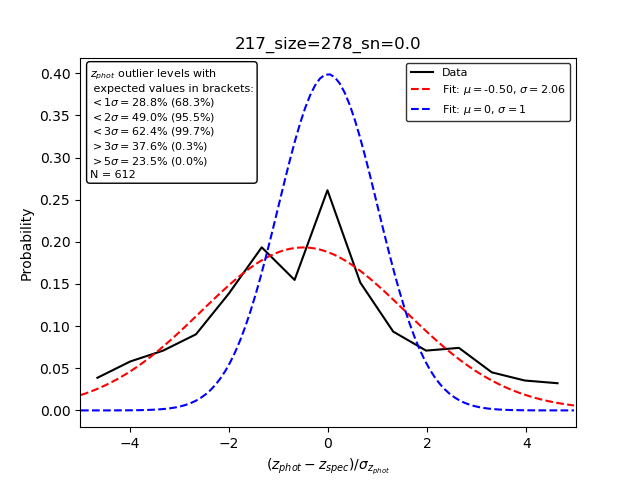 217_size=278_sn=0.0
z_phot outlier levels with
expected values in brackets:
< 1σ = 28.8% (68.3%)
< 2σ = 49.0% (95.5%)
< 3σ = 62.4% (99.7%)
> 3σ = 37.6% (0.3%)
> 5σ = 23.5% (0.0%)
N = 612
Data
Fit: μ = -0.50, σ = 2.06
Fit: μ = 0, σ = 1
0.40
0.35
0.30
0.25
0.20
0.15
0.10
0.05
0.00
Probability
−4 −2 0 2 4
(z_phot − z_spec)/σ_z_phot